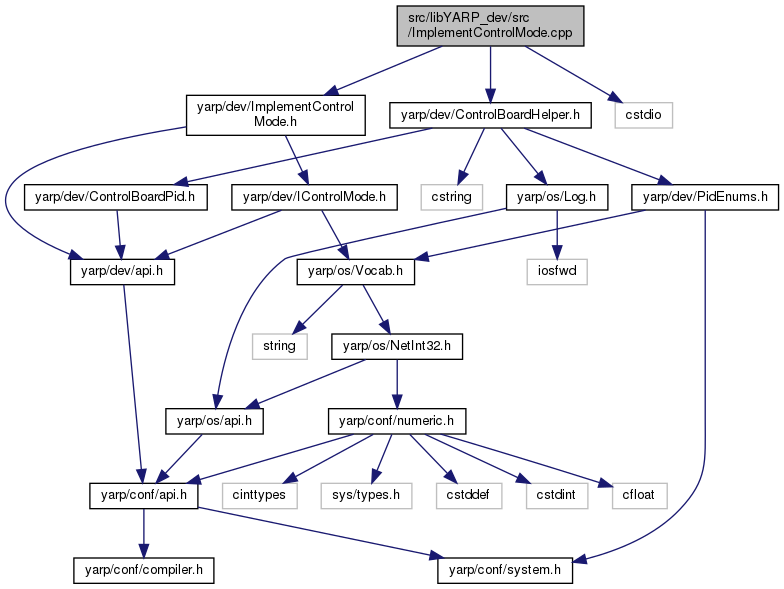 src/libYARP_dev/src
/ImplementControlMode.cpp
yarp/dev/ImplementControl
Mode.h
yarp/dev/ControlBoardHelper.h
cstdio
yarp/dev/ControlBoardPid.h
yarp/dev/IControlMode.h
cstring
yarp/os/Log.h
yarp/dev/PidEnums.h
yarp/dev/api.h
yarp/os/Vocab.h
iosfwd
string
yarp/os/NetInt32.h
yarp/os/api.h
yarp/conf/numeric.h
yarp/conf/api.h
cinttypes
sys/types.h
cstddef
cstdint
cfloat
yarp/conf/compiler.h
yarp/conf/system.h